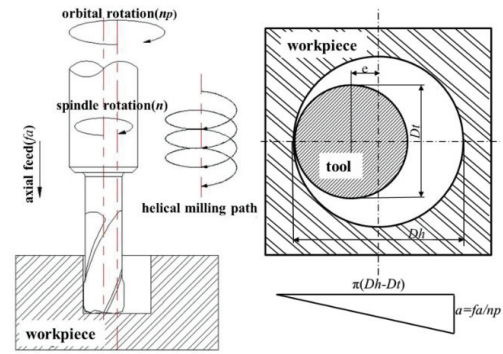 orbital rotation(np)
spindle rotation(n)
axial feed(fa)
helical milling path
workpiece
workpiece
e
Dt
tool
Dh
π(Dh-Dt)
a=fa/np